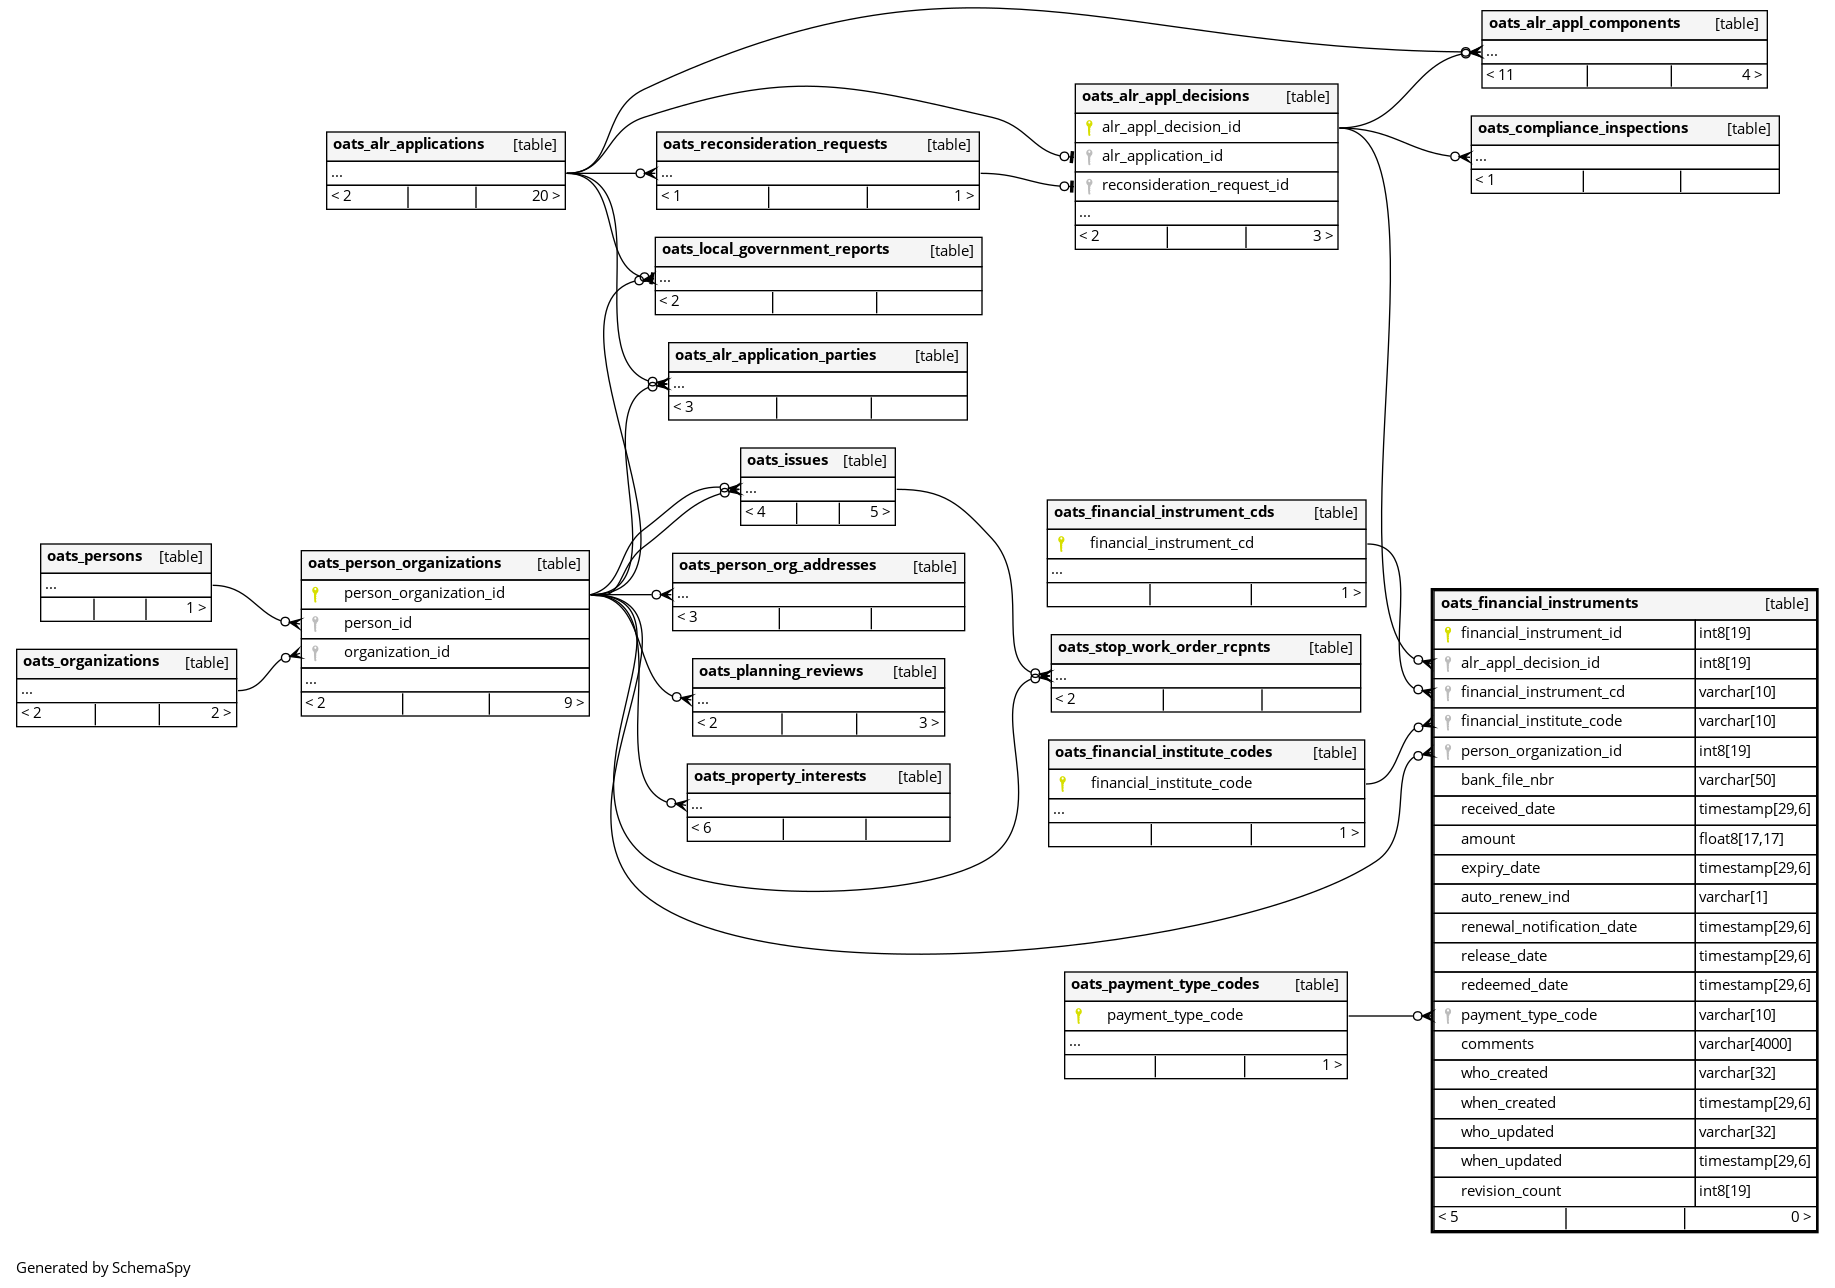 oats_alr_appl_components [table]
...
< 11 4 >
oats_alr_appl_decisions [table]
alr_appl_decision_id
alr_application_id
reconsideration_request_id
...
< 2 3 >
oats_compliance_inspections [table]
...
< 1
oats_alr_applications [table]
...
< 2 20 >
oats_reconsideration_requests [table]
...
< 1 1 >
oats_local_government_reports [table]
...
< 2
oats_alr_application_parties [table]
...
< 3
oats_issues [table]
...
< 4 5 >
oats_persons [table]
...
1 >
oats_organizations [table]
...
< 2 2 >
oats_person_organizations [table]
person_organization_id
person_id
organization_id
...
< 2 9 >
oats_person_org_addresses [table]
...
< 3
oats_planning_reviews [table]
...
< 2 3 >
oats_property_interests [table]
...
< 6
oats_financial_instrument_cds [table]
financial_instrument_cd
...
1 >
oats_stop_work_order_rcpnts [table]
...
< 2
oats_financial_institute_codes [table]
financial_institute_code
...
1 >
oats_payment_type_codes [table]
payment_type_code
...
1 >
oats_financial_instruments [table]
financial_instrument_id int8[19]
alr_appl_decision_id int8[19]
financial_instrument_cd varchar[10]
financial_institute_code varchar[10]
person_organization_id int8[19]
bank_file_nbr varchar[50]
received_date timestamp[29,6]
amount float8[17,17]
expiry_date timestamp[29,6]
auto_renew_ind varchar[1]
renewal_notification_date timestamp[29,6]
release_date timestamp[29,6]
redeemed_date timestamp[29,6]
payment_type_code varchar[10]
comments varchar[4000]
who_created varchar[32]
when_created timestamp[29,6]
who_updated varchar[32]
when_updated timestamp[29,6]
revision_count int8[19]
< 5 0 >
Generated by SchemaSpy